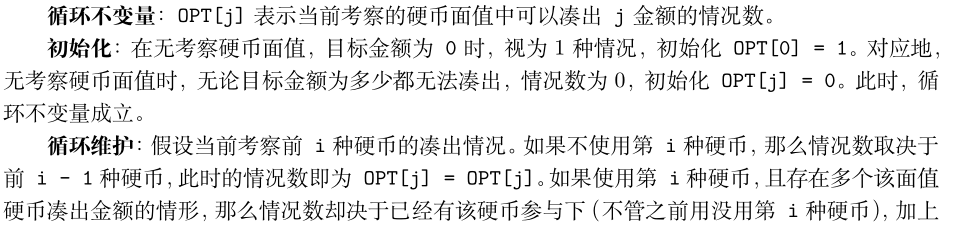 循环不变量：OPT[j] 表示当前考察的硬币面值中可以凑出 j 金额的情况数。
初始化：在无考察硬币面值，目标金额为 0 时，视为 1 种情况，初始化 OPT[0] = 1。对应地，
无考察硬币面值时，无论目标金额为多少都无法凑出，情况数为 0，初始化 OPT[j] = 0。此时，循
环不变量成立。
循环维护：假设当前考察前 i 种硬币的凑出情况。如果不使用第 i 种硬币，那么情况数取决于
前 i - 1 种硬币，此时的情况数即为 OPT[j] = OPT[j]。如果使用第 i 种硬币，且存在多个该面值
硬币凑出金额的情形，那么情况数却决于已经有该硬币参与下（不管之前用没用第 i 种硬币），加上